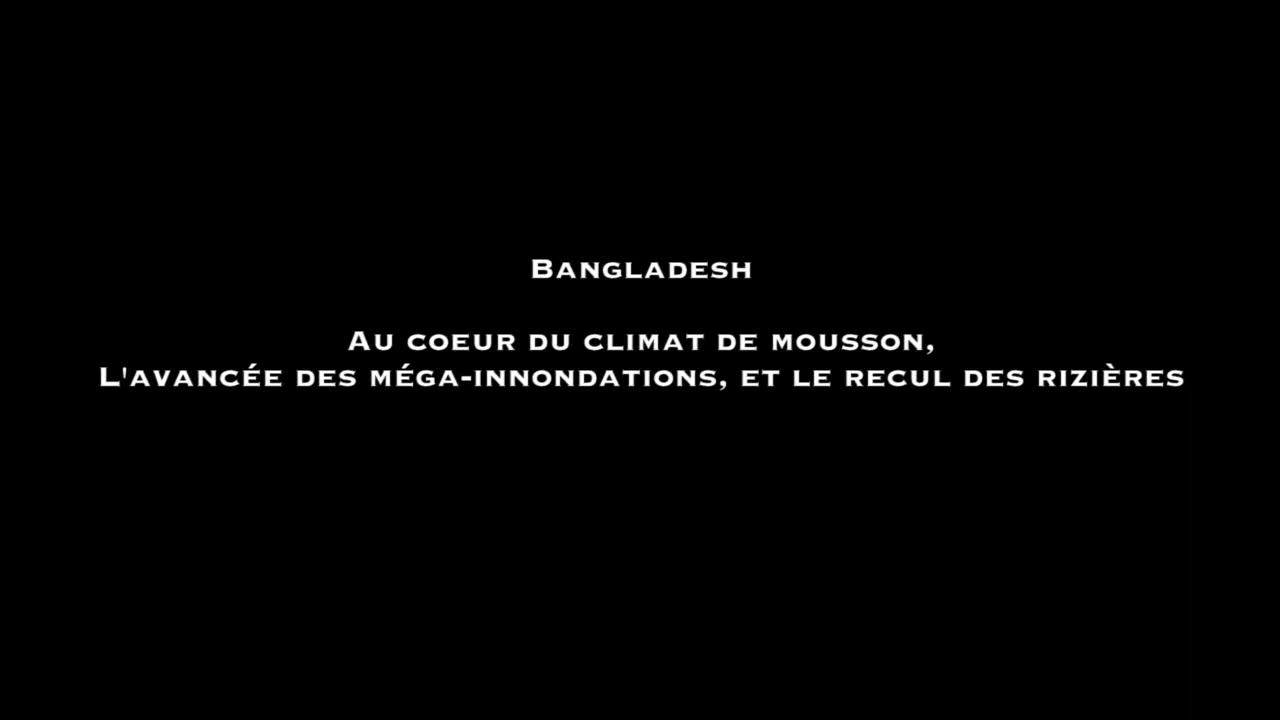 Bangladesh
Au coeur du climat de mousson,
L'avancée des méga-innondations, et le recul des rizières